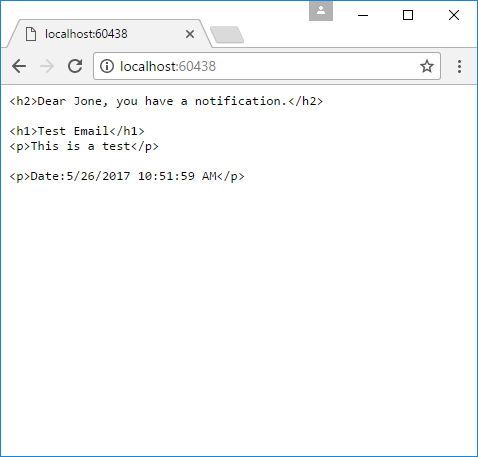 localhost:60438
localhost:60438
<h2>Dear Jone, you have a notification.</h2>
<h1>Test Email</h1>
<p>This is a test</p>
<p>Date:5/26/2017 10:51:59 AM</p>